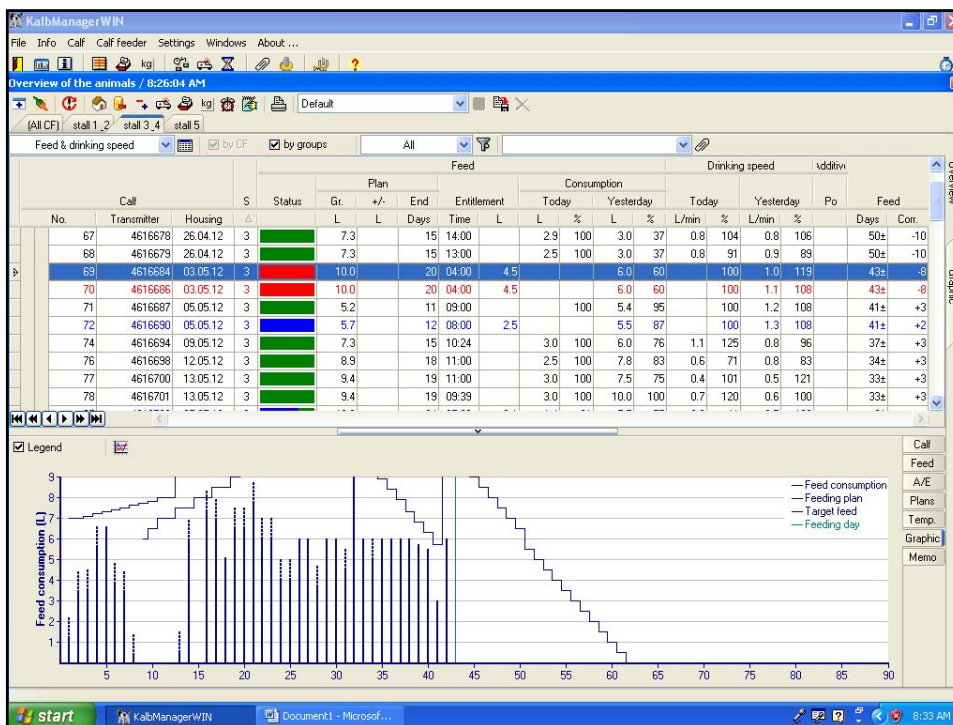 KalbManagerWIN
File Info Calf Calf feeder Settings Windows About ...
kg
Overview of the animals / 8:26:04 AM
kg Default
(All CF) stall 1_2 stall 3_4 stall 5
Feed & drinking speed by CF by groups All
Feed Drinking speed
Plan Consumption
Calf S Status Gr. +/- End Entitlement Today Yesterday Today Yesterday Po Feed
No. Transmitter Housing L L Days Time L L % L % L/min % L/min % Days Corr.
67 4616678 26.04.12 3 7.3 15 14:00 2.9 100 3.0 37 0.8 104 0.8 106 50± -10
68 4616679 26.04.12 3 7.3 15 13:00 2.5 100 3.0 37 0.8 91 0.9 89 50± -10
69 4616684 03.05.12 3 10.0 20 04:00 4.5 6.0 60 100 1.0 119 43± -8
70 4616686 03.05.12 3 10.0 20 04:00 4.5 6.0 60 100 1.1 108 43± -8
71 4616687 05.05.12 3 5.2 11 09:00 100 5.4 95 100 1.2 108 41± +3
72 4616690 05.05.12 3 5.7 12 08:00 2.5 5.5 87 100 1.3 108 41± +2
74 4616694 09.05.12 3 7.3 15 10:24 3.0 100 6.0 76 1.1 125 0.8 96 37± +3
76 4616698 12.05.12 3 8.9 18 11:00 2.5 100 7.8 83 0.6 71 0.8 83 34± +3
77 4616700 13.05.12 3 9.4 19 11:00 3.0 100 7.5 75 0.4 101 0.5 121 33± +3
78 4616701 13.05.12 3 9.4 19 09:39 3.0 100 10.0 100 0.7 120 0.6 100 33± +3
Legend
Calf
Feed
A/E
Plans
Temp.
Graphic
Memo
Feed consumption
Feeding plan
Target feed
Feeding day
Feed consumption (L)
9
8
7
6
5
4
3
2
1
5 10 15 20 25 30 35 40 45 50 55 60 65 70 75 80 85 90
start KalbManagerWIN Document1 - Microsof... 8:33 AM